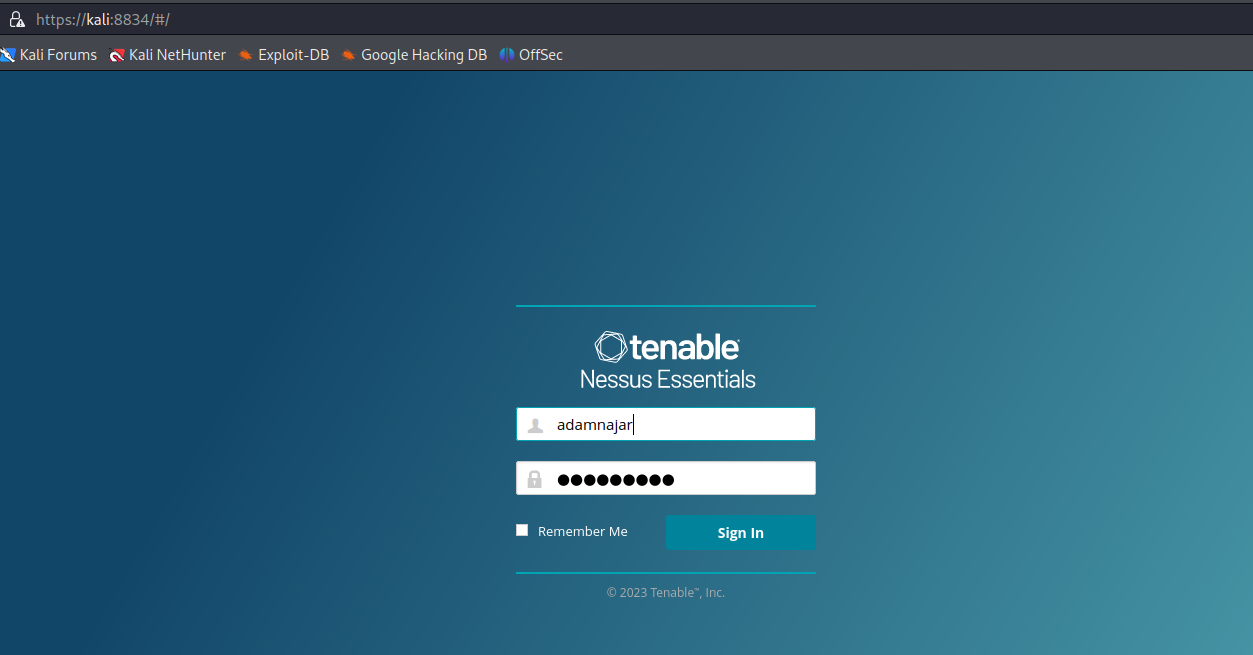 https://kali:8834/#/
Kali Forums Kali NetHunter Exploit-DB Google Hacking DB OffSec
tenable
Nessus Essentials
adamnajar
●●●●●●●●●
Remember Me Sign In
© 2023 Tenable™, Inc.